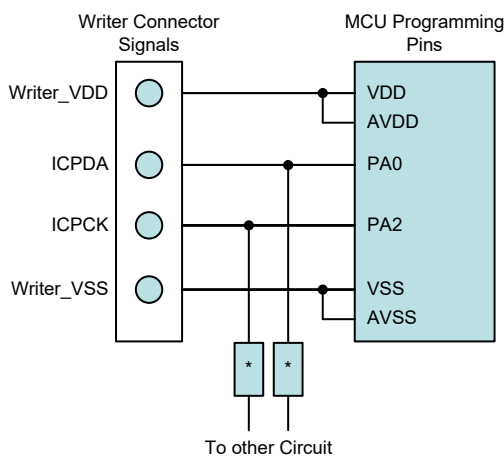 Writer Connector
Signals
MCU Programming
Pins
Writer_VDD
VDD
AVDD
ICPDA
PA0
ICPCK
PA2
Writer_VSS
VSS
AVSS
*
*
To other Circuit